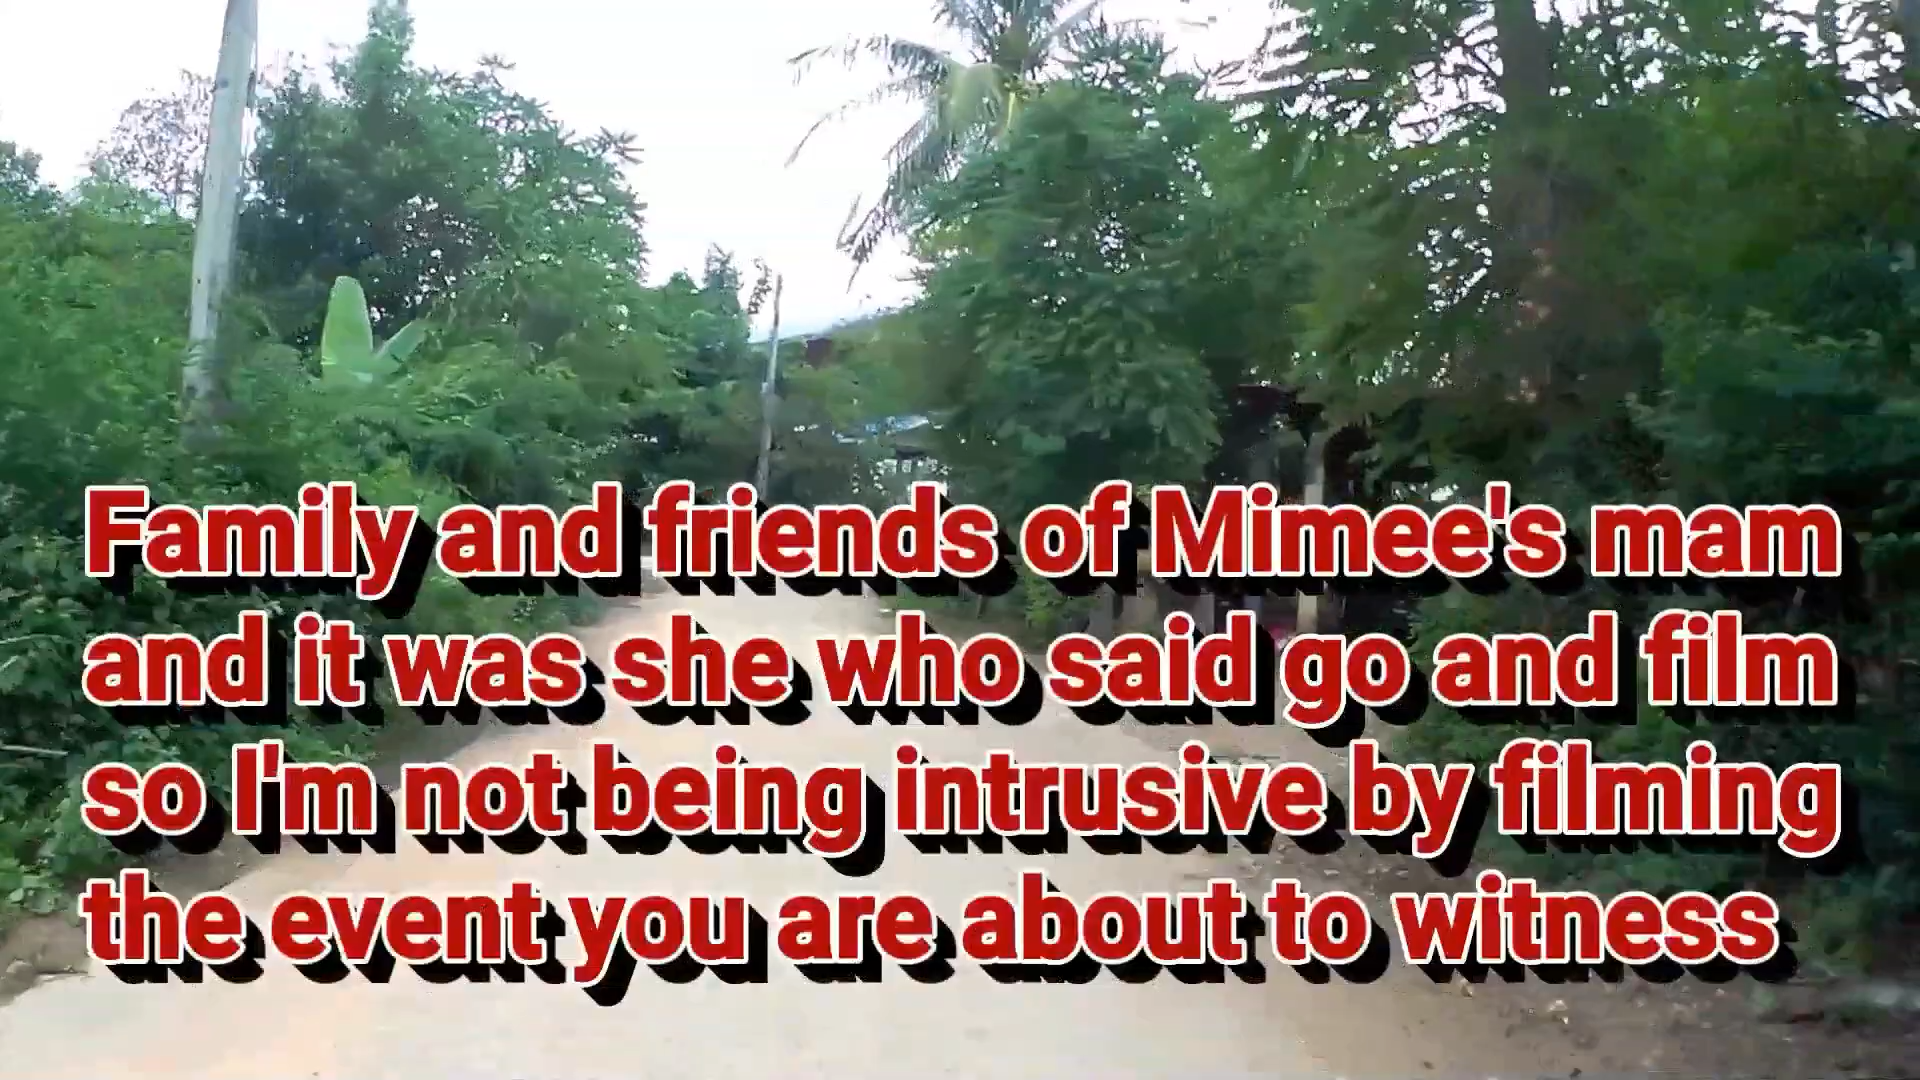 Family and friends of Mimee's mam
and it was she who said go and film
so I'm not being intrusive by filming
the event you are about to witness